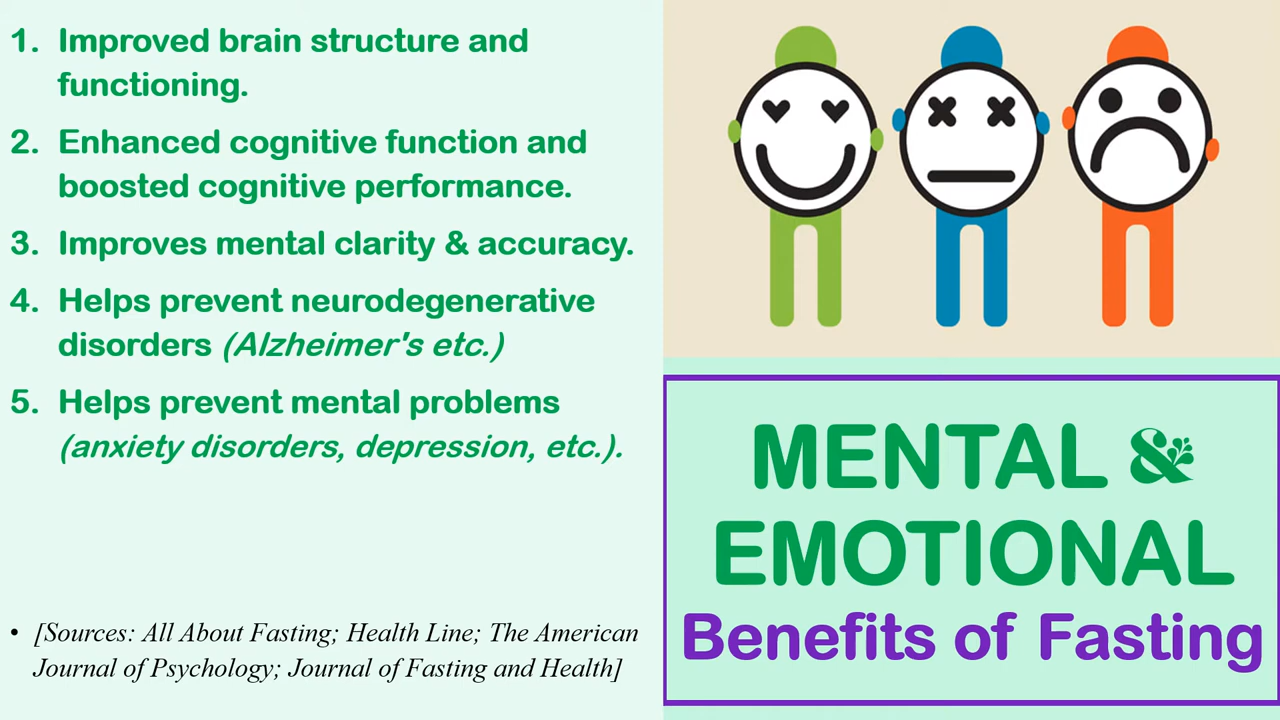 1. Improved brain structure and
functioning.
2. Enhanced cognitive function and
boosted cognitive performance.
3. Improves mental clarity & accuracy.
4. Helps prevent neurodegenerative
disorders (Alzheimer's etc.)
5. Helps prevent mental problems
(anxiety disorders, depression, etc.).
• [Sources: All About Fasting; Health Line; The American
Journal of Psychology; Journal of Fasting and Health]
MENTAL &
EMOTIONAL
Benefits of Fasting